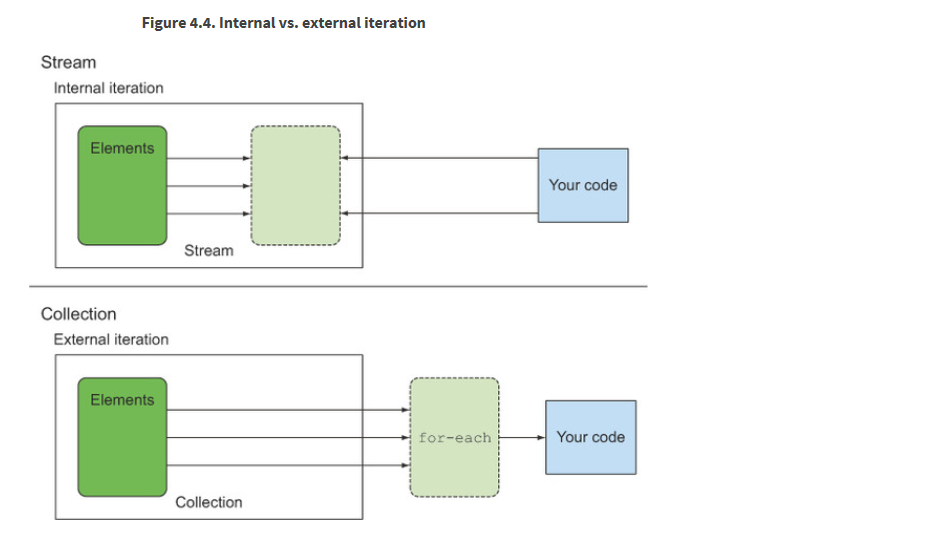 Figure 4.4. Internal vs. external iteration
Stream
Internal iteration
Elements
Your code
Stream
Collection
External iteration
Elements
for-each
Your code
Collection